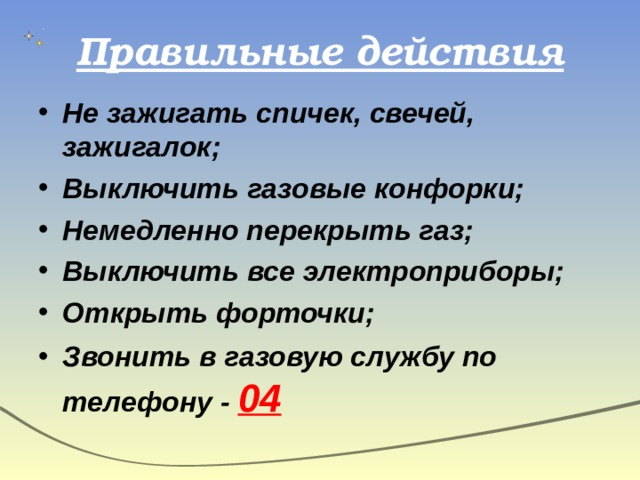 Правильные действия
• Не зажигать спичек, свечей,
зажигалок;
• Выключить газовые конфорки;
• Немедленно перекрыть газ;
• Выключить все электроприборы;
• Открыть форточки;
• Звонить в газовую службу по
телефону - 04